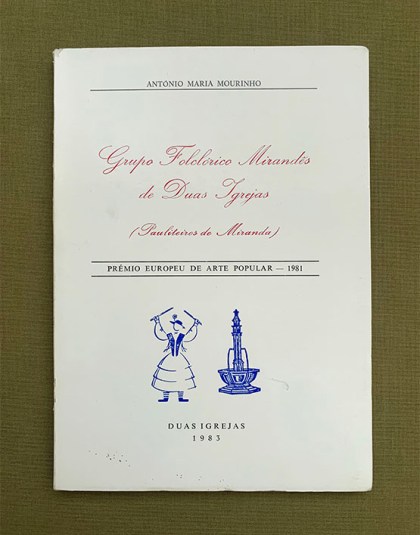 ANTÓNIO MARIA MOURINHO
Grupo Folclórico Mirandês
de Duas Igrejas
(Pauliteiros de Miranda)
PRÉMIO EUROPEU DE ARTE POPULAR — 1981
DUAS IGREJAS
1983